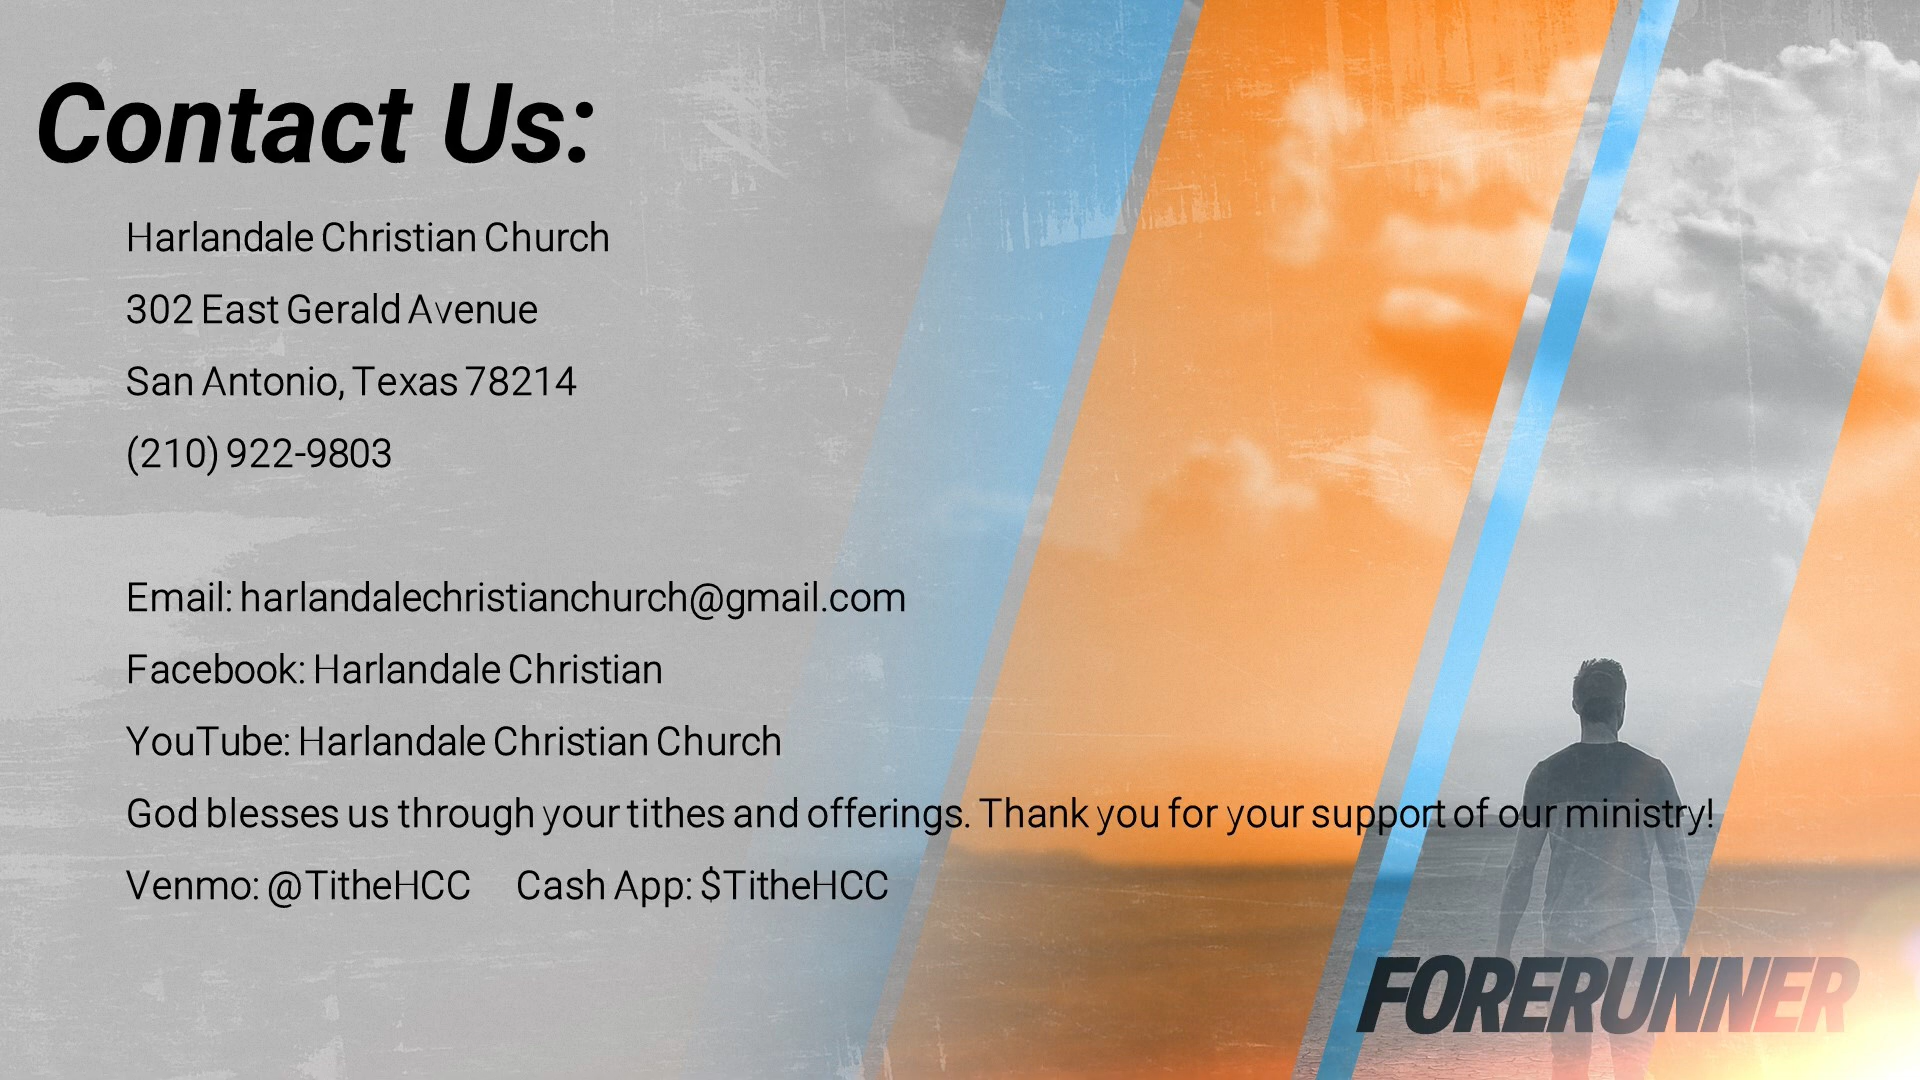 Contact Us:
Harlandale Christian Church
302 East Gerald Avenue
San Antonio, Texas 78214
(210) 922-9803
Email: harlandalechristianchurch@gmail.com
Facebook: Harlandale Christian
YouTube: Harlandale Christian Church
God blesses us through your tithes and offerings. Thank you for your support of our ministry!
Venmo: @TitheHCC Cash App: $TitheHCC
FORERUNNER